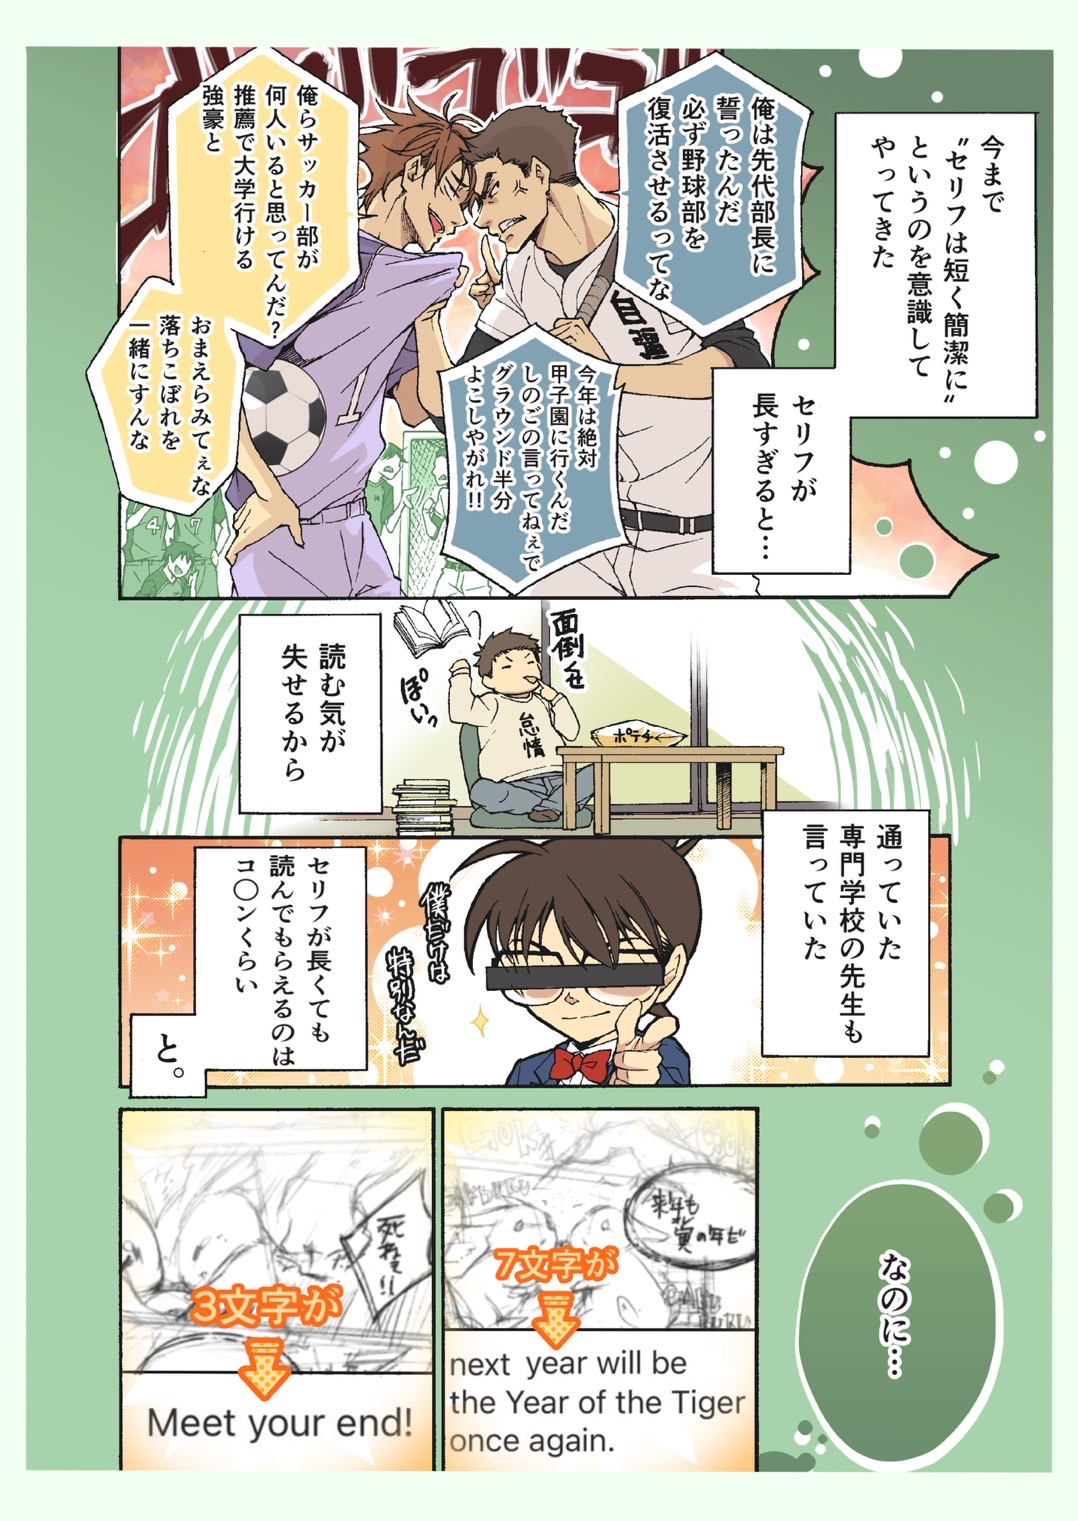 今まで
“セリフは短く簡潔に”
というのを意識して
やってきた
俺は先代部長に
誓ったんだ
必ず野球部を
復活させるってな
俺らサッカー部が
何人いると思ってんだ?
推薦で大学行ける
強豪と
おまえらみてぇな
落ちこぼれを
一緒にすんな
今年は絶対
甲子園に行くんだ
しのごの言ってねぇで
グラウンド半分
よこしやがれ!!
1
4
7
セリフが
長すぎると…
面倒くせ
ポテチ
怠惰
ぽいっ
読む気が
失せるから
通っていた
専門学校の先生も
言っていた
僕だけは
特別なんだ
セリフが長くても
読んでもらえるのは
コ〇ンくらい
と。
なのに…
来年も
寅の年だ
7文字が
next year will be
the Year of the Tiger
once again.
死ねぇ!!
3文字が
Meet your end!